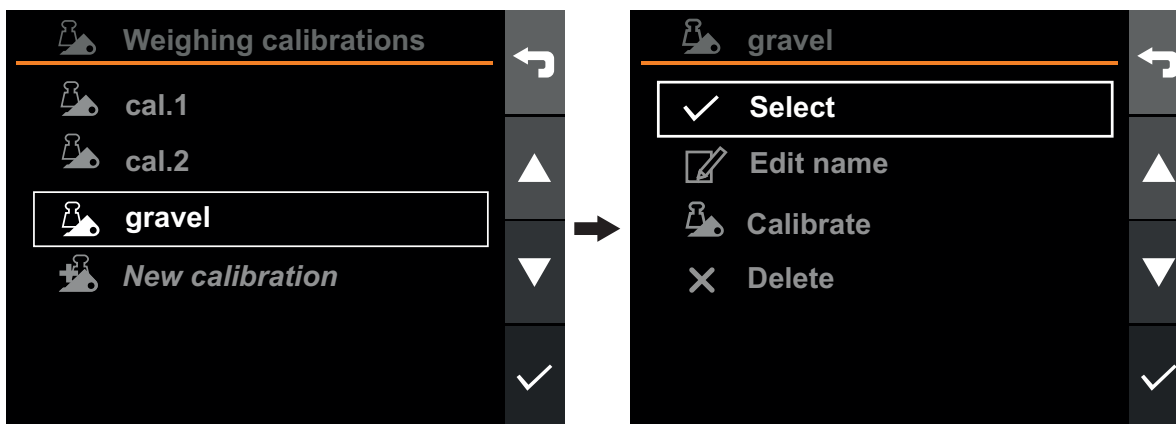 Weighing calibrations
cal.1
cal.2
gravel
New calibration
gravel
Select
Edit name
Calibrate
Delete